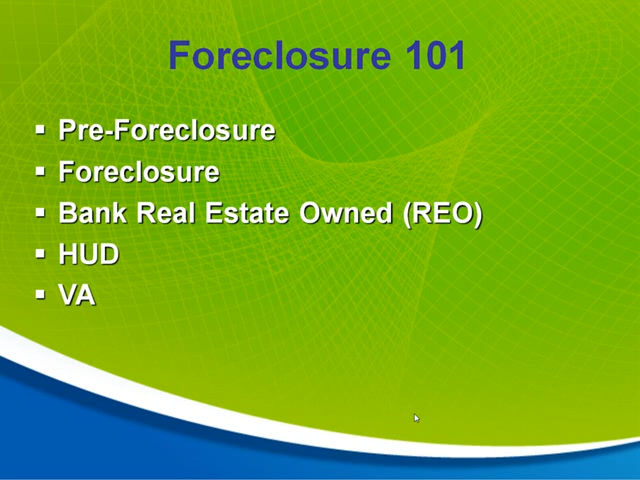 Foreclosure 101
▪ Pre-Foreclosure
▪ Foreclosure
▪ Bank Real Estate Owned (REO)
▪ HUD
▪ VA